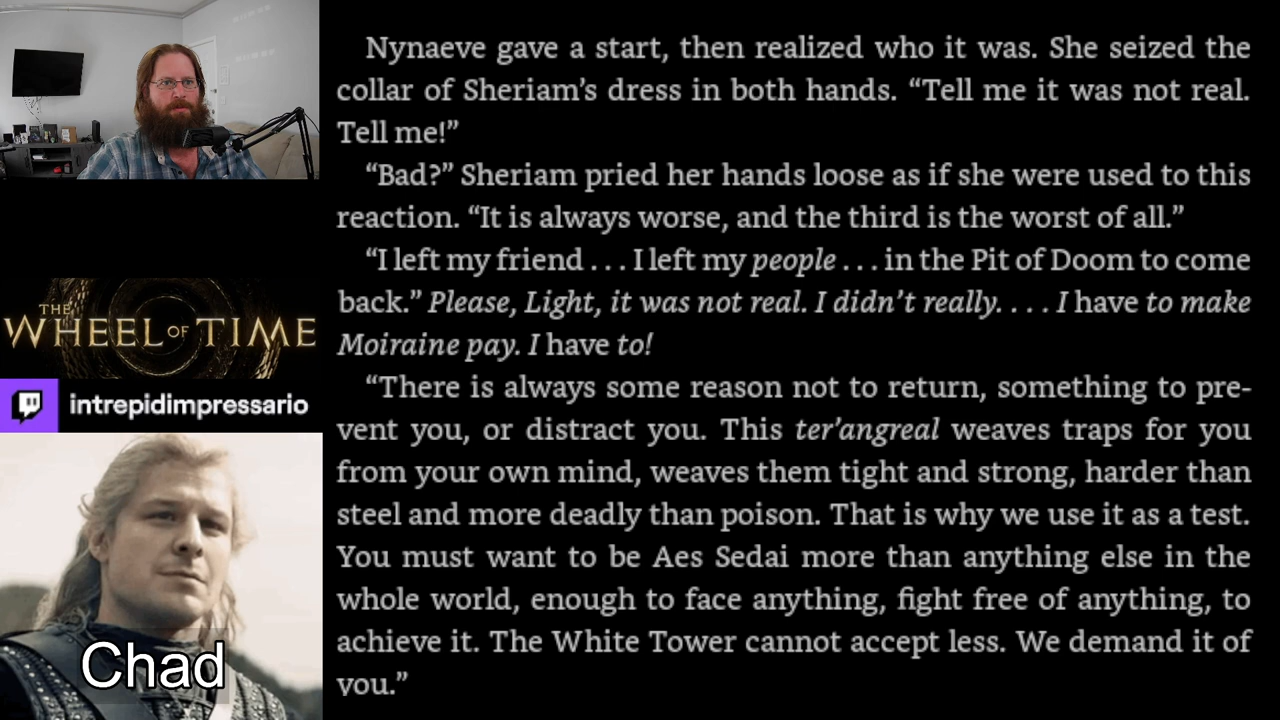 Nynaeve gave a start, then realized who it was. She seized the
collar of Sheriam’s dress in both hands. “Tell me it was not real.
Tell me!”
“Bad?” Sheriam pried her hands loose as if she were used to this
reaction. “It is always worse, and the third is the worst of all.”
“I left my friend . . . I left my people . . . in the Pit of Doom to come
back.” Please, Light, it was not real. I didn’t really. . . . I have to make
Moiraine pay. I have to!
“There is always some reason not to return, something to pre-
vent you, or distract you. This ter’angreal weaves traps for you
from your own mind, weaves them tight and strong, harder than
steel and more deadly than poison. That is why we use it as a test.
You must want to be Aes Sedai more than anything else in the
whole world, enough to face anything, fight free of anything, to
achieve it. The White Tower cannot accept less. We demand it of
you.”
THE
WHEEL OF TIME
intrepidimpressario
Chad